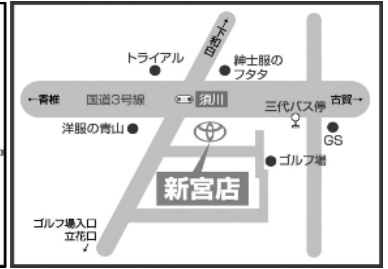 ↑下和白
トライアル
紳士服の
フタタ
←香椎
国道3号線
須川
三代バス停
古賀→
洋服の青山
GS
ゴルフ場
新宮店
ゴルフ場入口
立花口
↙